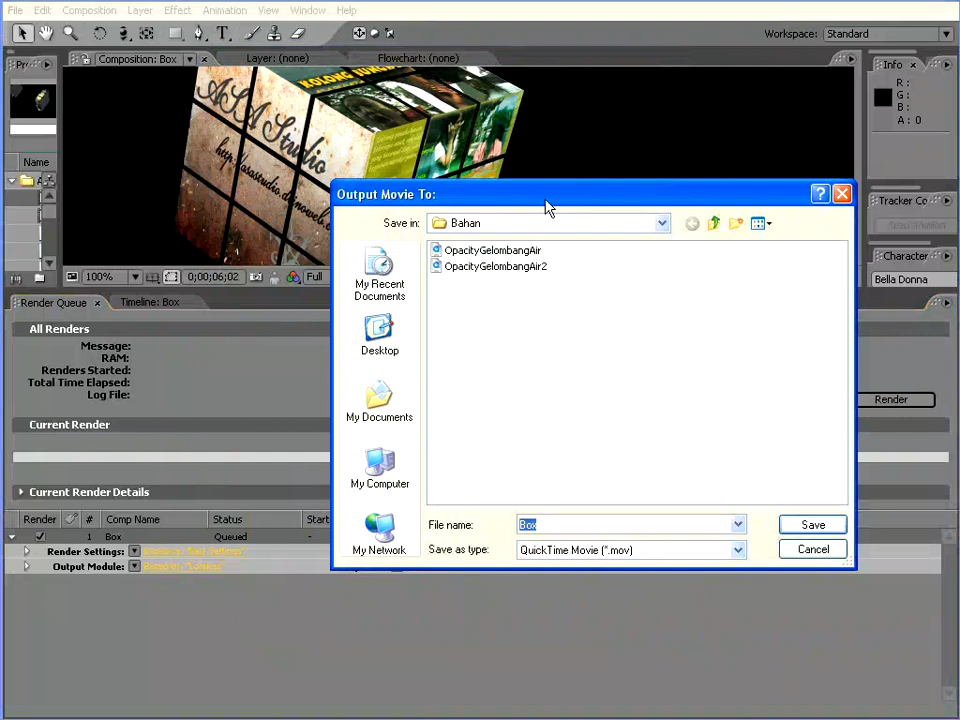 File Edit Composition Layer Effect Animation View Window Help
Workspace: Standard
Composition: Box
Layer: (none)
Flowchart: (none)
Info
R :
G :
B :
A : 0
ASA Studio
Name
Tracker Co
Character
Bella Donna
100%
0;00;06;02
Full
Output Movie To:
Save in: Bahan
OpacityGelombangAir
OpacityGelombangAir2
My Recent
Documents
Desktop
My Documents
My Computer
My Network
File name: Box
Save
Save as type: QuickTime Movie (*.mov)
Cancel
Render Queue
Timeline: Box
All Renders
Message:
RAM:
Renders Started:
Total Time Elapsed:
Log File:
Render
Current Render
Current Render Details
Render # Comp Name Status Start
1 Box Queued -
Render Settings:
Output Module: